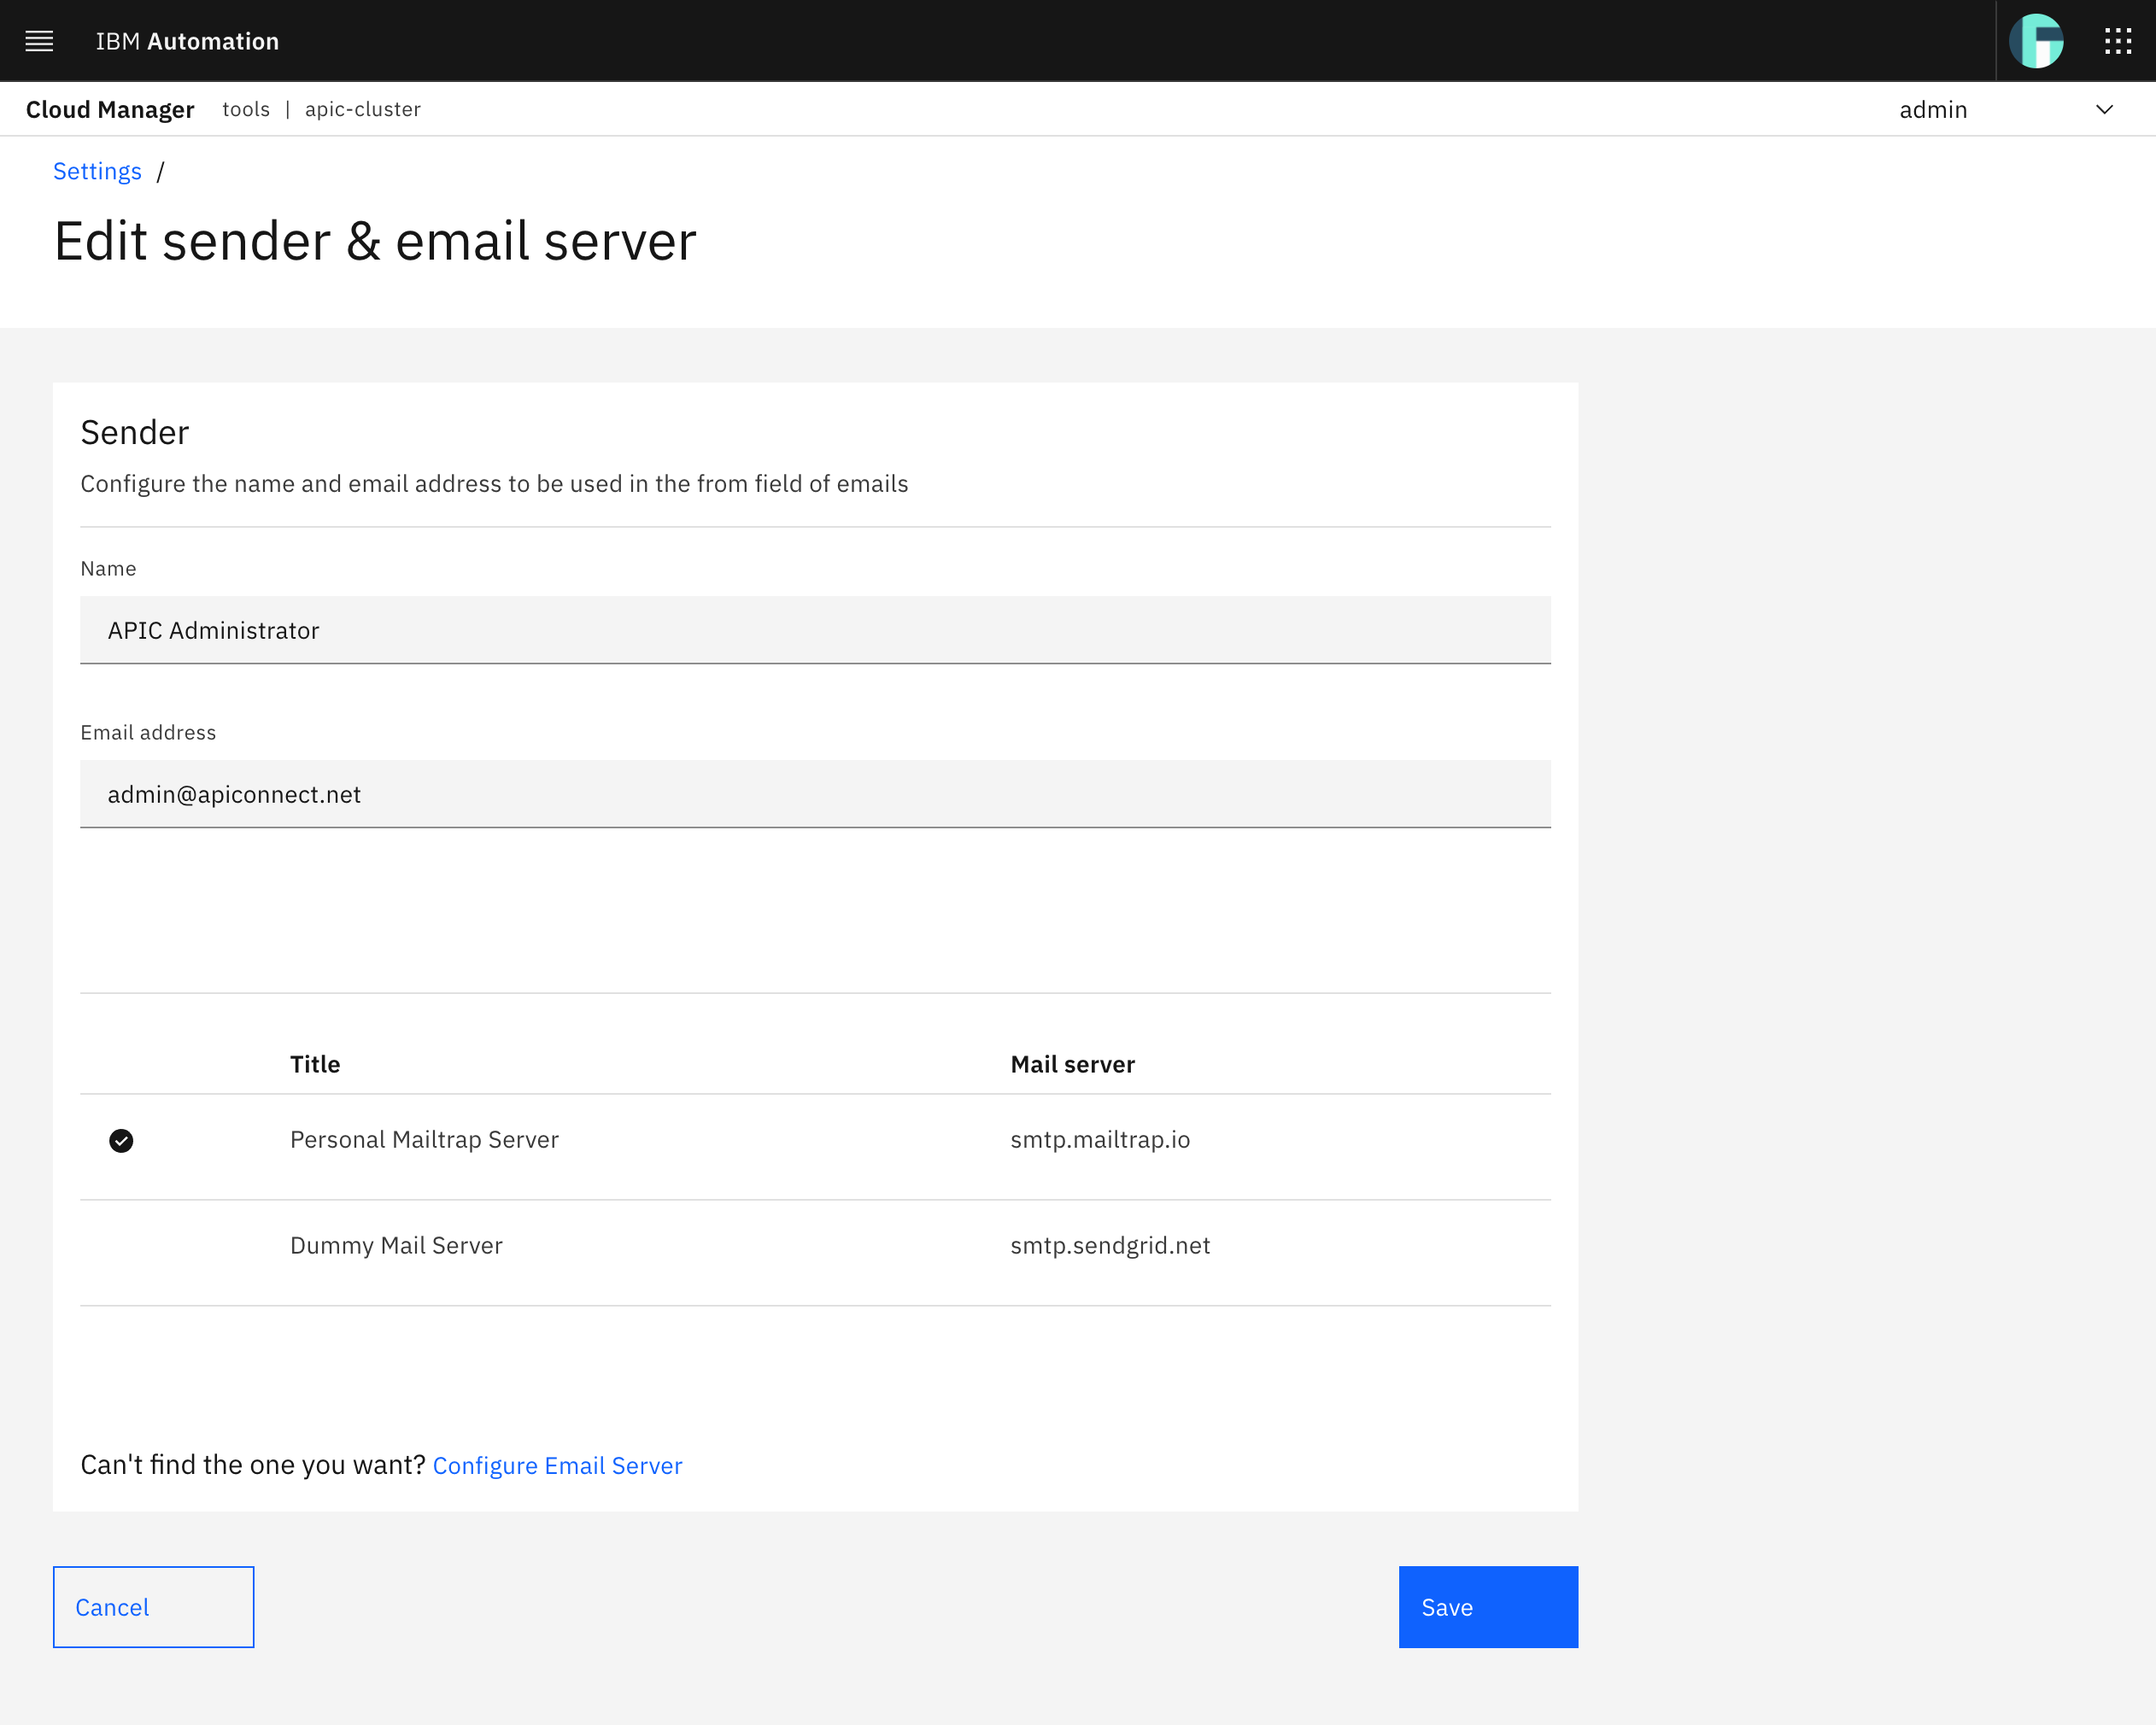 IBM Automation
Cloud Manager tools | apic-cluster admin
Settings /
Edit sender & email server
Sender
Configure the name and email address to be used in the from field of emails
Name
APIC Administrator
Email address
admin@apiconnect.net
Title Mail server
Personal Mailtrap Server smtp.mailtrap.io
Dummy Mail Server smtp.sendgrid.net
Can't find the one you want? Configure Email Server
Cancel Save